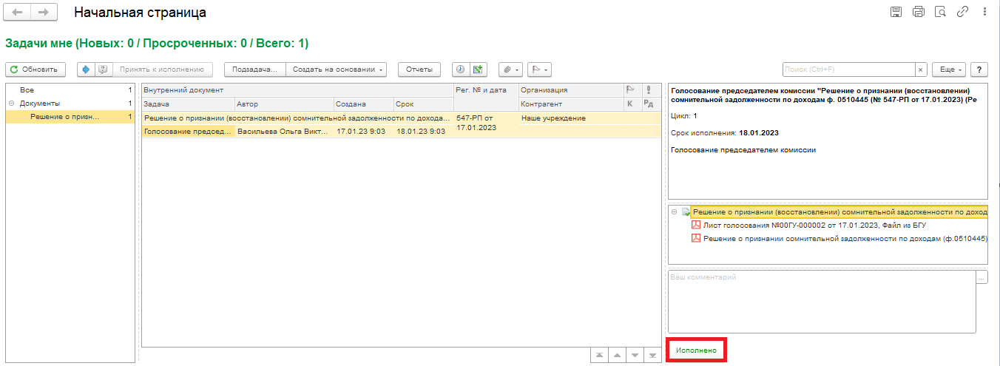 Начальная страница
Задачи мне (Новых: 0 / Просроченных: 0 / Всего: 1)
Обновить Принять к исполнению Подзадача... Создать на основании Отчеты Поиск (Ctrl+F) × Еще ?
Все 1
Документы 1
Решение о призн... 1
Внутренний документ Рег. № и дата Организация
Задача Автор Создана Срок Контрагент К Рд
Решение о признании (восстановлении) сомнительной задолженности по дохода... 547-РП от 17.01.2023 Наше учреждение
Голосование председ... Васильева Ольга Викт... 17.01.23 9:03 18.01.23 9:03
Голосование председателем комиссии "Решение о признании (восстановлении)
сомнительной задолженности по доходам ф. 0510445 (№ 547-РП от 17.01.2023) (Ре
Цикл: 1
Срок исполнения: 18.01.2023
Голосование председателем комиссии
Решение о признании (восстановлении) сомнительной задолженности по доход
Лист голосования №00ГУ-000002 от 17.01.2023, Файл из БГУ
Решение о признании сомнительной задолженности по доходам (ф.0510445)
Ваш комментарий
...
Исполнено